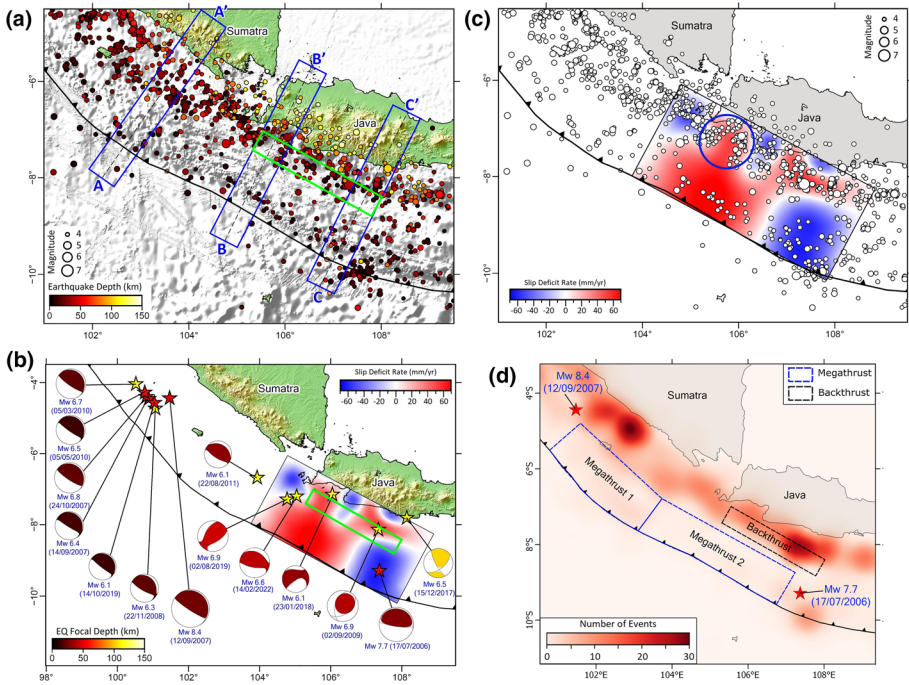 (a)
A'
Sumatra
B'
Java
C'
A
B
C
Magnitude
4
5
6
7
Earthquake Depth (km)
0 50 100 150
−6°
−8°
−10°
102° 104° 106° 108°
(c)
Sumatra
Java
Magnitude
4
5
6
7
Slip Deficit Rate (mm/yr)
-60 -40 -20 0 20 40 60
−6°
−8°
−10°
102° 104° 106° 108°
(b)
Slip Deficit Rate (mm/yr)
-60 -40 -20 0 20 40 60
Sumatra
Java
Mw 6.7
(05/03/2010)
Mw 6.5
(05/05/2010)
Mw 6.8
(24/10/2007)
Mw 6.4
(14/09/2007)
Mw 6.1
(14/10/2019)
Mw 6.3
(22/11/2008)
Mw 8.4
(12/09/2007)
Mw 6.1
(22/08/2011)
Mw 6.9
(02/08/2019)
Mw 6.6
(14/02/2022)
Mw 6.1
(23/01/2018)
Mw 6.9
(02/09/2009)
Mw 7.7 (17/07/2006)
Mw 6.5
(15/12/2017)
EQ Focal Depth (km)
0 50 100 150
−4°
−6°
−8°
−10°
98° 100° 102° 104° 106° 108°
(d)
Megathrust
Backthrust
Mw 8.4
(12/09/2007)
Sumatra
Megathrust 1
Java
Megathrust 2
Backthrust
Mw 7.7
(17/07/2006)
Number of Events
0 10 20 30
4°S
6°S
8°S
10°S
102°E 104°E 106°E 108°E